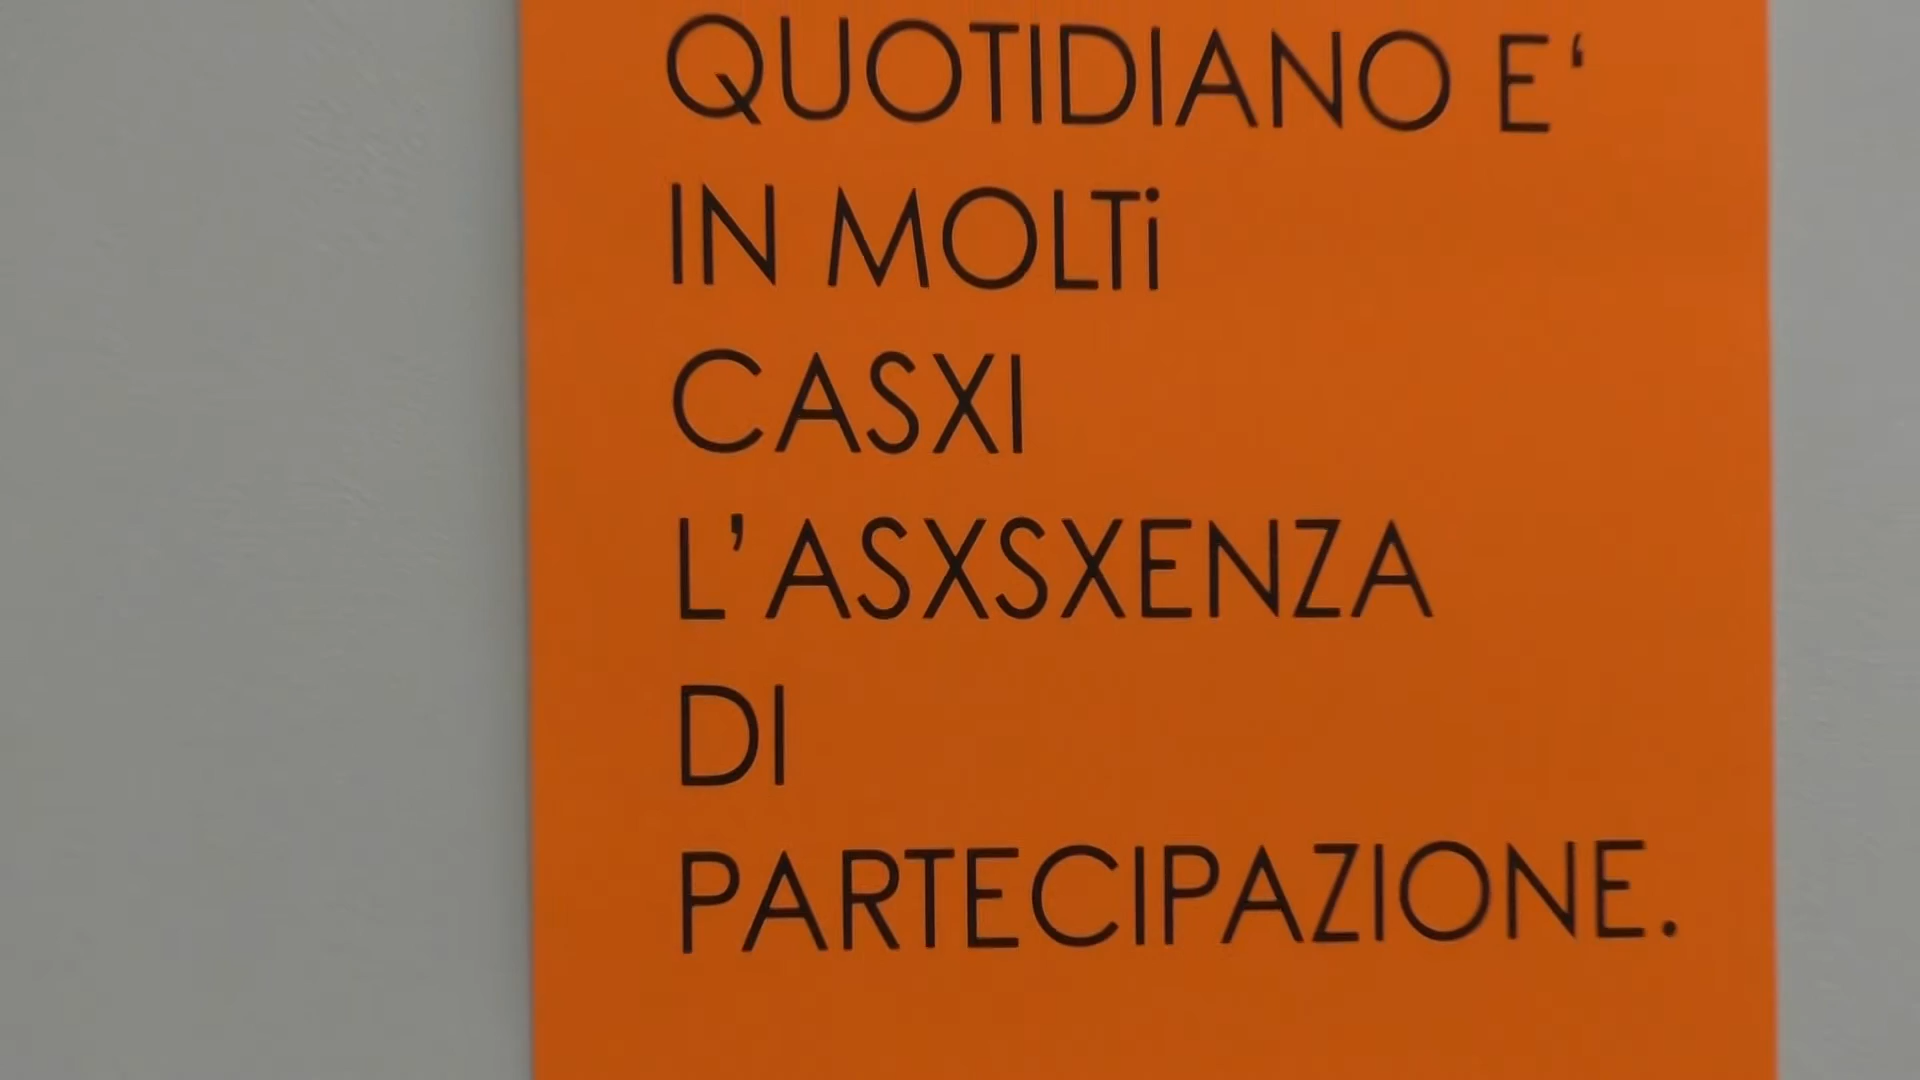 QUOTIDIANO E‘
IN MOLTi
CASXI
L’ASXSXENZA
DI
PARTECIPAZIONE.